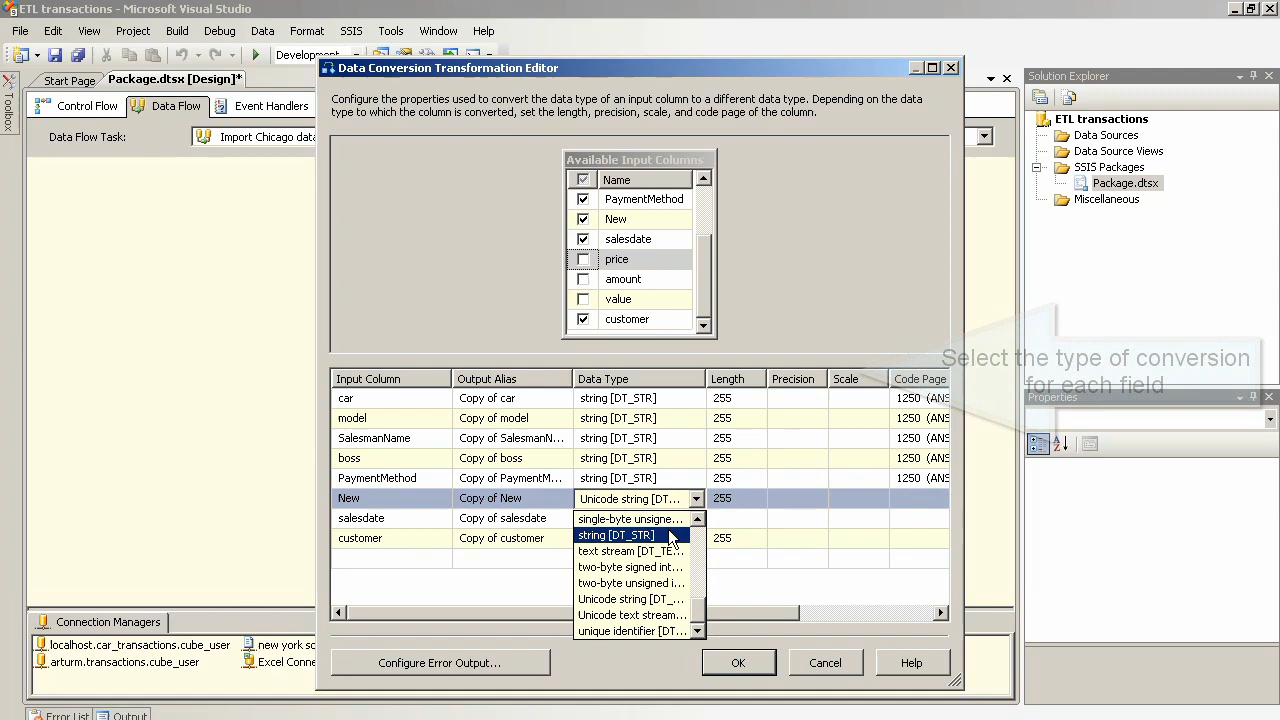 ETL transactions - Microsoft Visual Studio
File Edit View Project Build Debug Data Format SSIS Tools Window Help
Development
Start Page Package.dtsx [Design]*
Toolbox
Control Flow Data Flow Event Handlers
Data Flow Task: Import Chicago data
Data Conversion Transformation Editor
Configure the properties used to convert the data type of an input column to a different data type. Depending on the data
type to which the column is converted, set the length, precision, scale, and code page of the column.
Available Input Columns
Name
PaymentMethod
New
salesdate
price
amount
value
customer
Input Column Output Alias Data Type Length Precision Scale Code Page
car Copy of car string [DT_STR] 255 1250 (ANS
model Copy of model string [DT_STR] 255 1250 (ANS
SalesmanName Copy of SalesmanN... string [DT_STR] 255 1250 (ANS
boss Copy of boss string [DT_STR] 255 1250 (ANS
PaymentMethod Copy of PaymentM... string [DT_STR] 255 1250 (ANS
New Copy of New Unicode string [DT... 255
salesdate Copy of salesdate
customer Copy of customer 255
single-byte unsigne...
string [DT_STR]
text stream [DT_TE...
two-byte signed int...
two-byte unsigned i...
Unicode string [DT_...
Unicode text stream...
unique identifier [DT...
Configure Error Output... OK Cancel Help
Select the type of conversion
for each field
Solution Explorer
ETL transactions
Data Sources
Data Source Views
SSIS Packages
Package.dtsx
Miscellaneous
Properties
Connection Managers
localhost.car_transactions.cube_user new york sc
arturm.transactions.cube_user Excel Conne
Error List Output